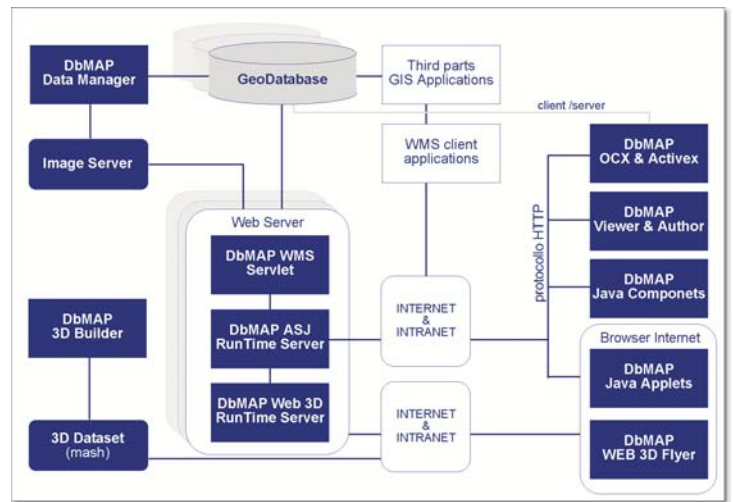 DbMAP
Data Manager
GeoDatabase
Third parts
GIS Applications
client /server
Image Server
WMS client
applications
DbMAP
OCX & Activex
Web Server
DbMAP WMS
Servlet
protocollo HTTP
DbMAP
Viewer & Author
DbMAP
3D Builder
DbMAP ASJ
RunTime Server
INTERNET
&
INTRANET
DbMAP
Java Componets
Browser Internet
DbMAP
Java Applets
DbMAP Web 3D
RunTime Server
3D Dataset
(mash)
INTERNET
&
INTRANET
DbMAP
WEB 3D Flyer